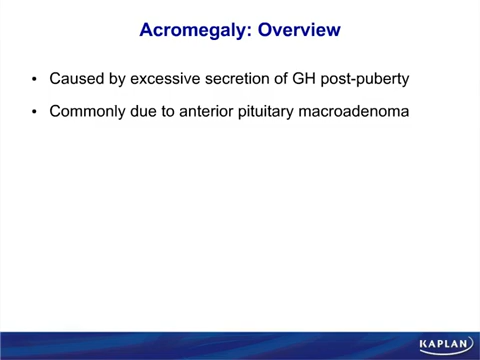 Acromegaly: Overview
• Caused by excessive secretion of GH post-puberty
• Commonly due to anterior pituitary macroadenoma
KAPLAN